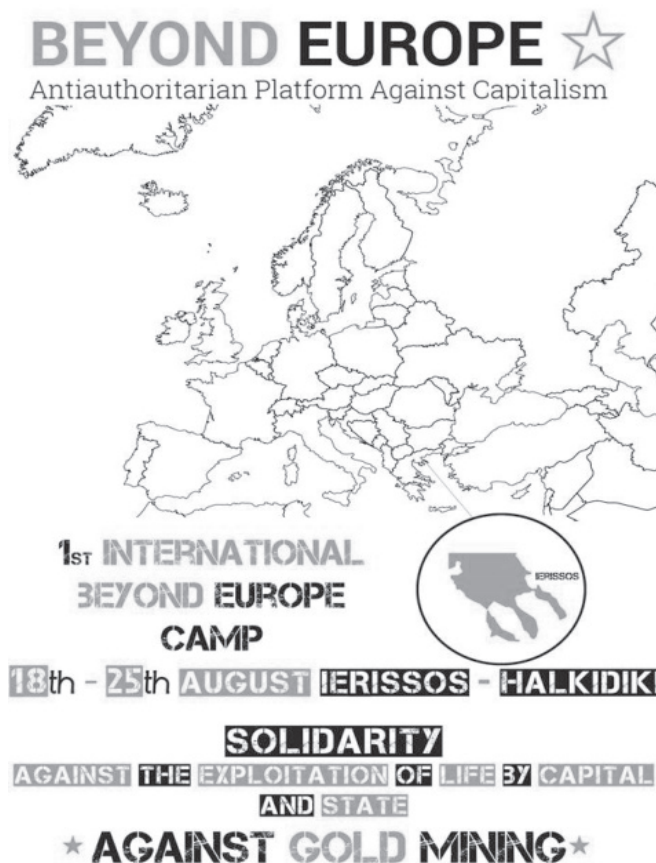 BEYOND EUROPE
Antiauthoritarian Platform Against Capitalism
IERISSOS
1ST INTERNATIONAL
BEYOND EUROPE
CAMP
18th - 25th AUGUST IERISSOS - HALKIDIKI
SOLIDARITY
AGAINST THE EXPLOITATION OF LIFE BY CAPITAL
AND STATE
AGAINST GOLD MINING